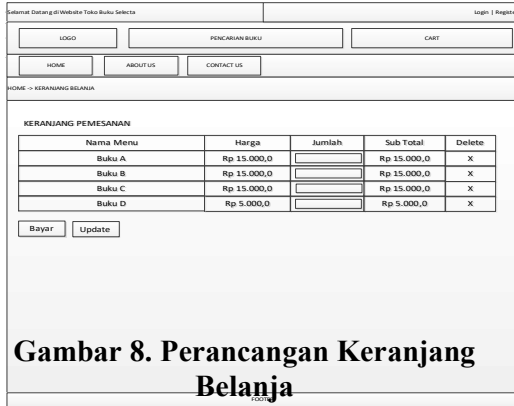 Selamat Datang di Website Toko Buku Selecta Login | Registe
LOGO PENCARIAN BUKU CART
HOME ABOUT US CONTACT US
HOME -> KERANJANG BELANJA
KERANJANG PEMESANAN
Nama Menu Harga Jumlah Sub Total Delete
Buku A Rp 15.000,0 Rp 15.000,0 X
Buku B Rp 15.000,0 Rp 15.000,0 X
Buku C Rp 15.000,0 Rp 15.000,0 X
Buku D Rp 5.000,0 Rp 5.000,0 X
Bayar Update
Gambar 8. Perancangan Keranjang
Belanja